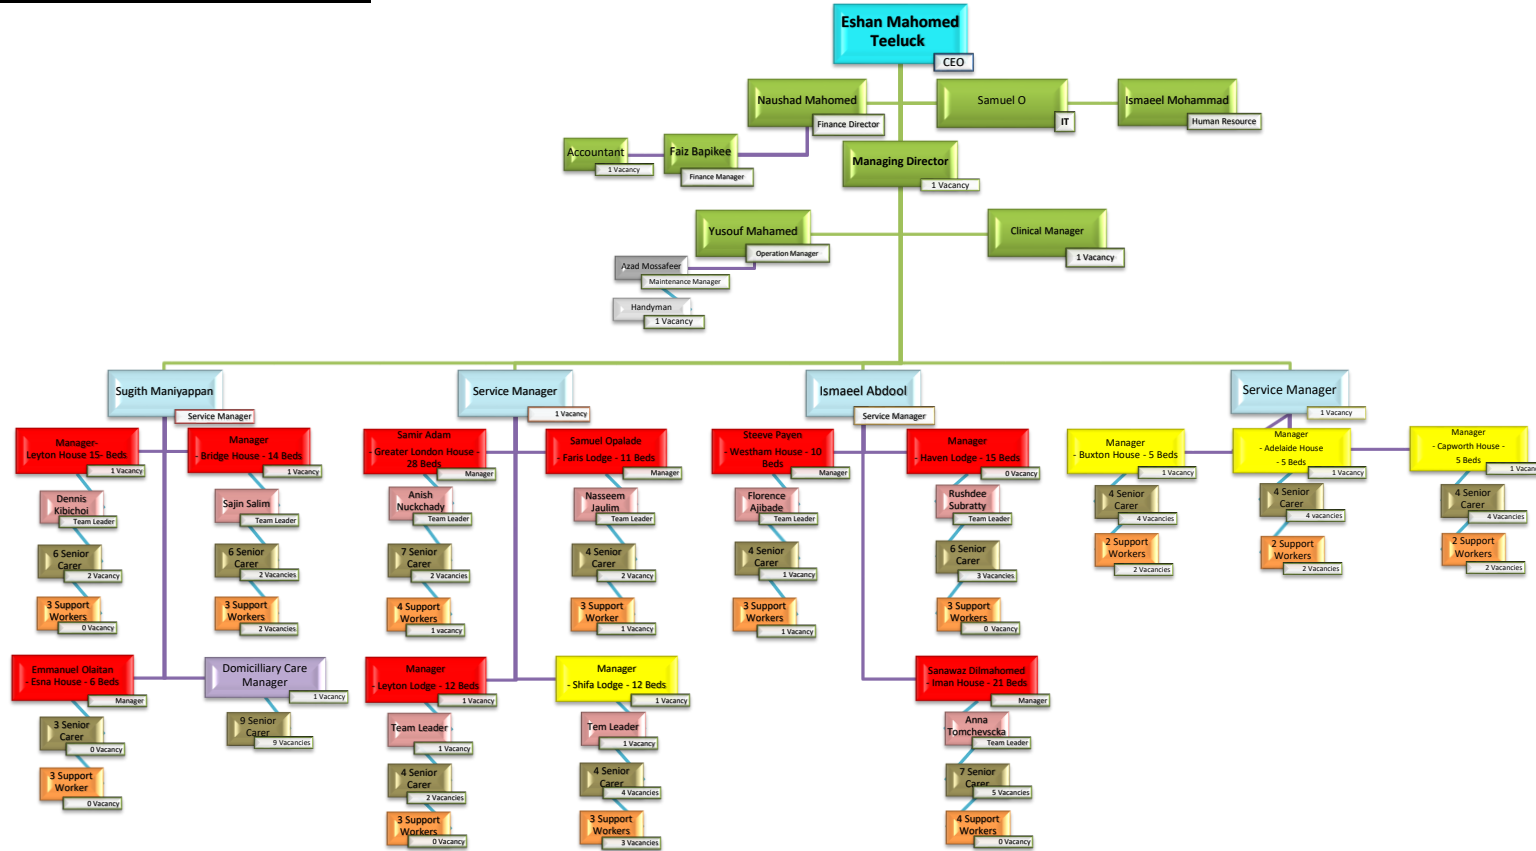 Eshan Mahomed
Teeluck
CEO
Naushad Mahomed
Finance Director
Samuel O
IT
Ismaeel Mohammad
Human Resource
Accountant
1 Vacancy
Faiz Bapikee
Finance Manager
Managing Director
1 Vacancy
Yusouf Mahamed
Operation Manager
Clinical Manager
1 Vacancy
Azad Mossafeer
Maintenance Manager
Handyman
1 Vacancy
Sugith Maniyappan
Service Manager
Service Manager
1 Vacancy
Ismaeel Abdool
Service Manager
Service Manager
1 Vacancy
Manager-
Leyton House 15- Beds
1 Vacancy
Manager
- Bridge House - 14 Beds
1 Vacancy
Samir Adam
- Greater London House -
28 Beds
Manager
Samuel Opalade
- Faris Lodge - 11 Beds
Manager
Steeve Payen
- Westham House - 10
Beds
Manager
Manager
- Haven Lodge - 15 Beds
0 Vacancy
Manager
- Buxton House - 5 Beds
1 Vacancy
Manager
- Adelaide House
- 5 Beds
1 Vacancy
Manager
- Capworth House -
5 Beds
1 Vacanc
Dennis
Kibichoi
Team Leader
Sajin Salim
Team Leader
Anish
Nuckchady
Team Leader
Nasseem
Jaulim
Team Leader
Florence
Ajibade
Team Leader
Rushdee
Subratty
Team Leader
4 Senior
Carer
4 Vacancies
4 Senior
Carer
4 vacancies
4 Senior
Carer
4 Vacancies
6 Senior
Carer
2 Vacancy
6 Senior
Carer
2 Vacancies
7 Senior
Carer
2 Vacancies
4 Senior
Carer
2 Vacancy
4 Senior
Carer
1 Vacancy
6 Senior
Carer
3 Vacancies
2 Support
Workers
2 Vacancies
2 Support
Workers
2 Vacancies
2 Support
Workers
2 Vacancies
3 Support
Workers
0 Vacancy
3 Support
Workers
2 Vacancies
4 Support
Workers
1 vacancy
3 Support
Worker
1 Vacancy
3 Support
Workers
1 Vacancy
3 Support
Workers
0 Vacancy
Emmanuel Olaitan
- Esna House - 6 Beds
Manager
Domicilliary Care
Manager
1 Vacancy
Manager
- Leyton Lodge - 12 Beds
1 Vacancy
Manager
- Shifa Lodge - 12 Beds
1 Vacancy
Sanawaz Dilmahomed
- Iman House - 21 Beds
Manager
3 Senior
Carer
0 Vacancy
9 Senior
Carer
9 Vacancies
Team Leader
1 Vacancy
Tem Leader
1 Vacancy
Anna
Tomchevscka
Team Leader
3 Support
Worker
0 Vacancy
4 Senior
Carer
2 Vacancies
4 Senior
Carer
4 Vacancies
7 Senior
Carer
5 Vacancies
3 Support
Workers
0 Vacancy
3 Support
Workers
3 Vacancies
4 Support
Workers
0 Vacancy